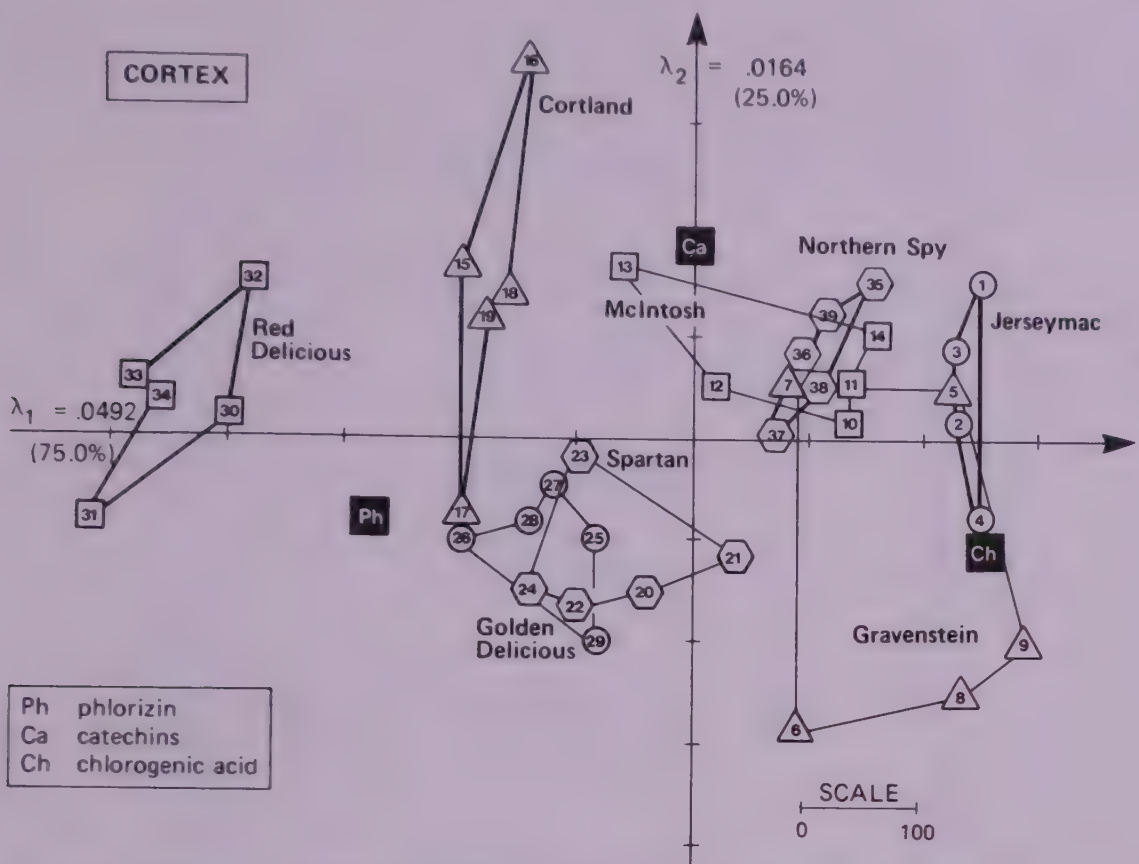 CORTEX
λ2 = .0164
(25.0%)
16
Cortland
Ca
Northern Spy
15
18
19
13
McIntosh
35
1
32
39
14
Jerseymac
Red
Delicious
36
3
33
34
30
12
7
38
11
5
λ1 = .0492
(75.0%)
10
2
37
31
Ph
17
23
Spartan
27
28
26
25
4
Ch
21
24
22
20
Golden
Delicious
29
Gravenstein
9
8
6
Ph phlorizin
Ca catechins
Ch chlorogenic acid
SCALE
0 100